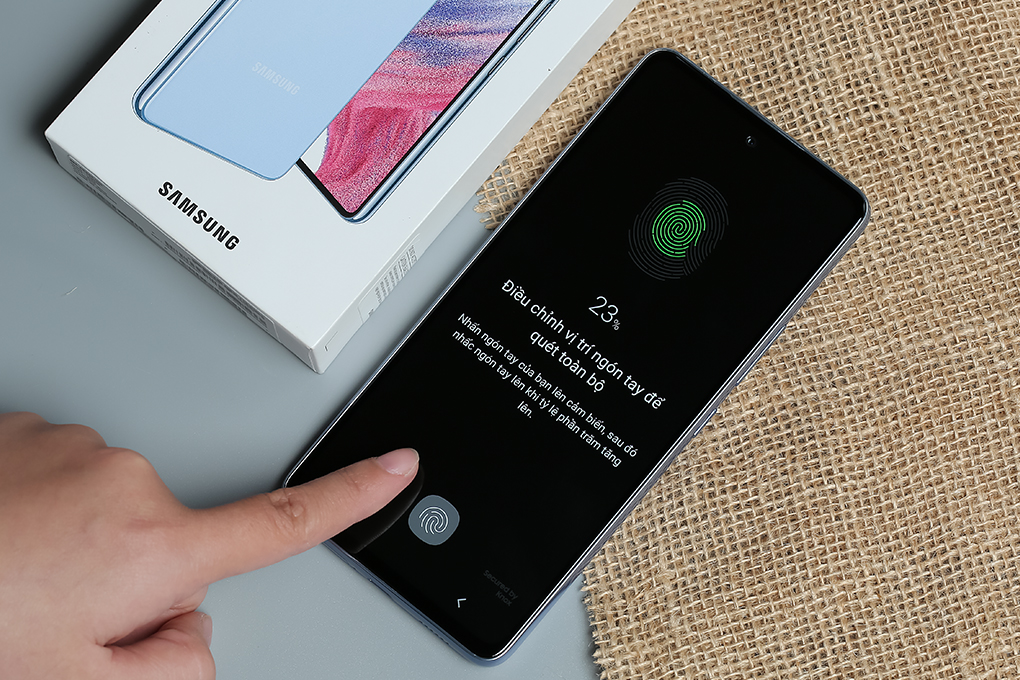 SAMSUNG
SAMSUNG
23%
Điều chỉnh vị trí ngón tay để
quét toàn bộ
Nhấn ngón tay của bạn lên cảm biến, sau đó
nhấc ngón tay lên khi tỷ lệ phần trăm tăng
lên.
Secured by
Knox